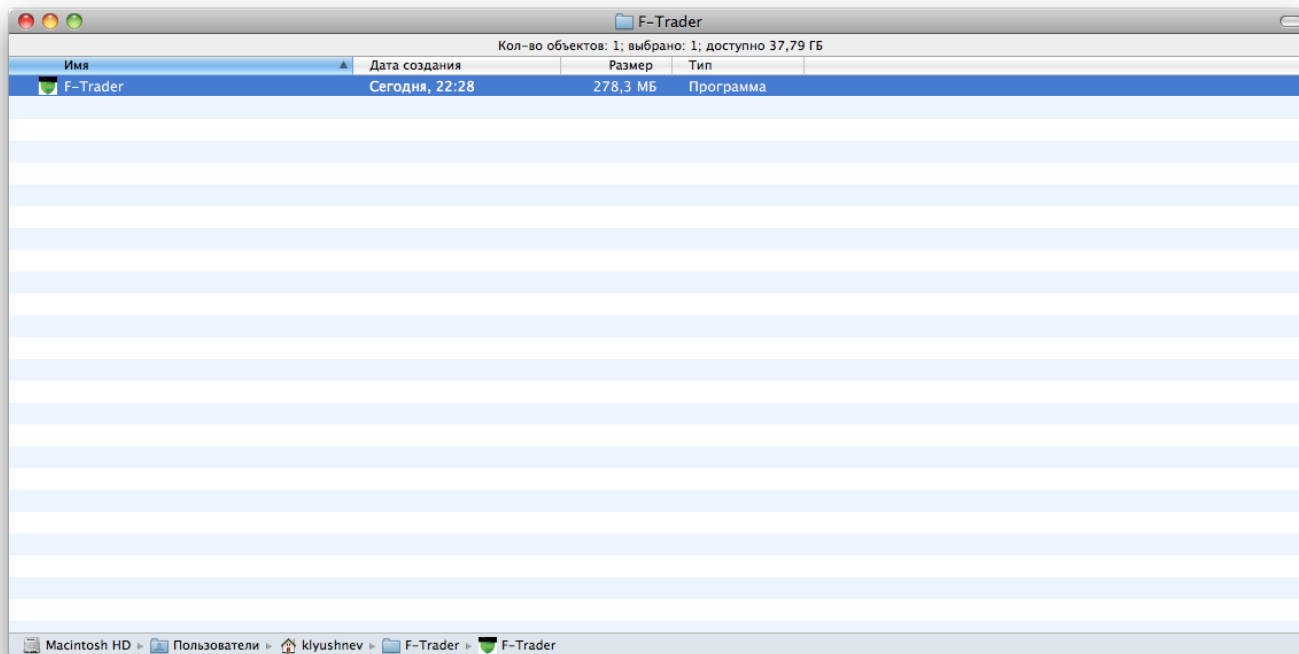 F-Trader
Кол-во объектов: 1; выбрано: 1; доступно 37,79 ГБ
Имя Дата создания Размер Тип
F-Trader Сегодня, 22:28 278,3 МБ Программа
Macintosh HD ▸ Пользователи ▸ klyushnev ▸ F-Trader ▸ F-Trader